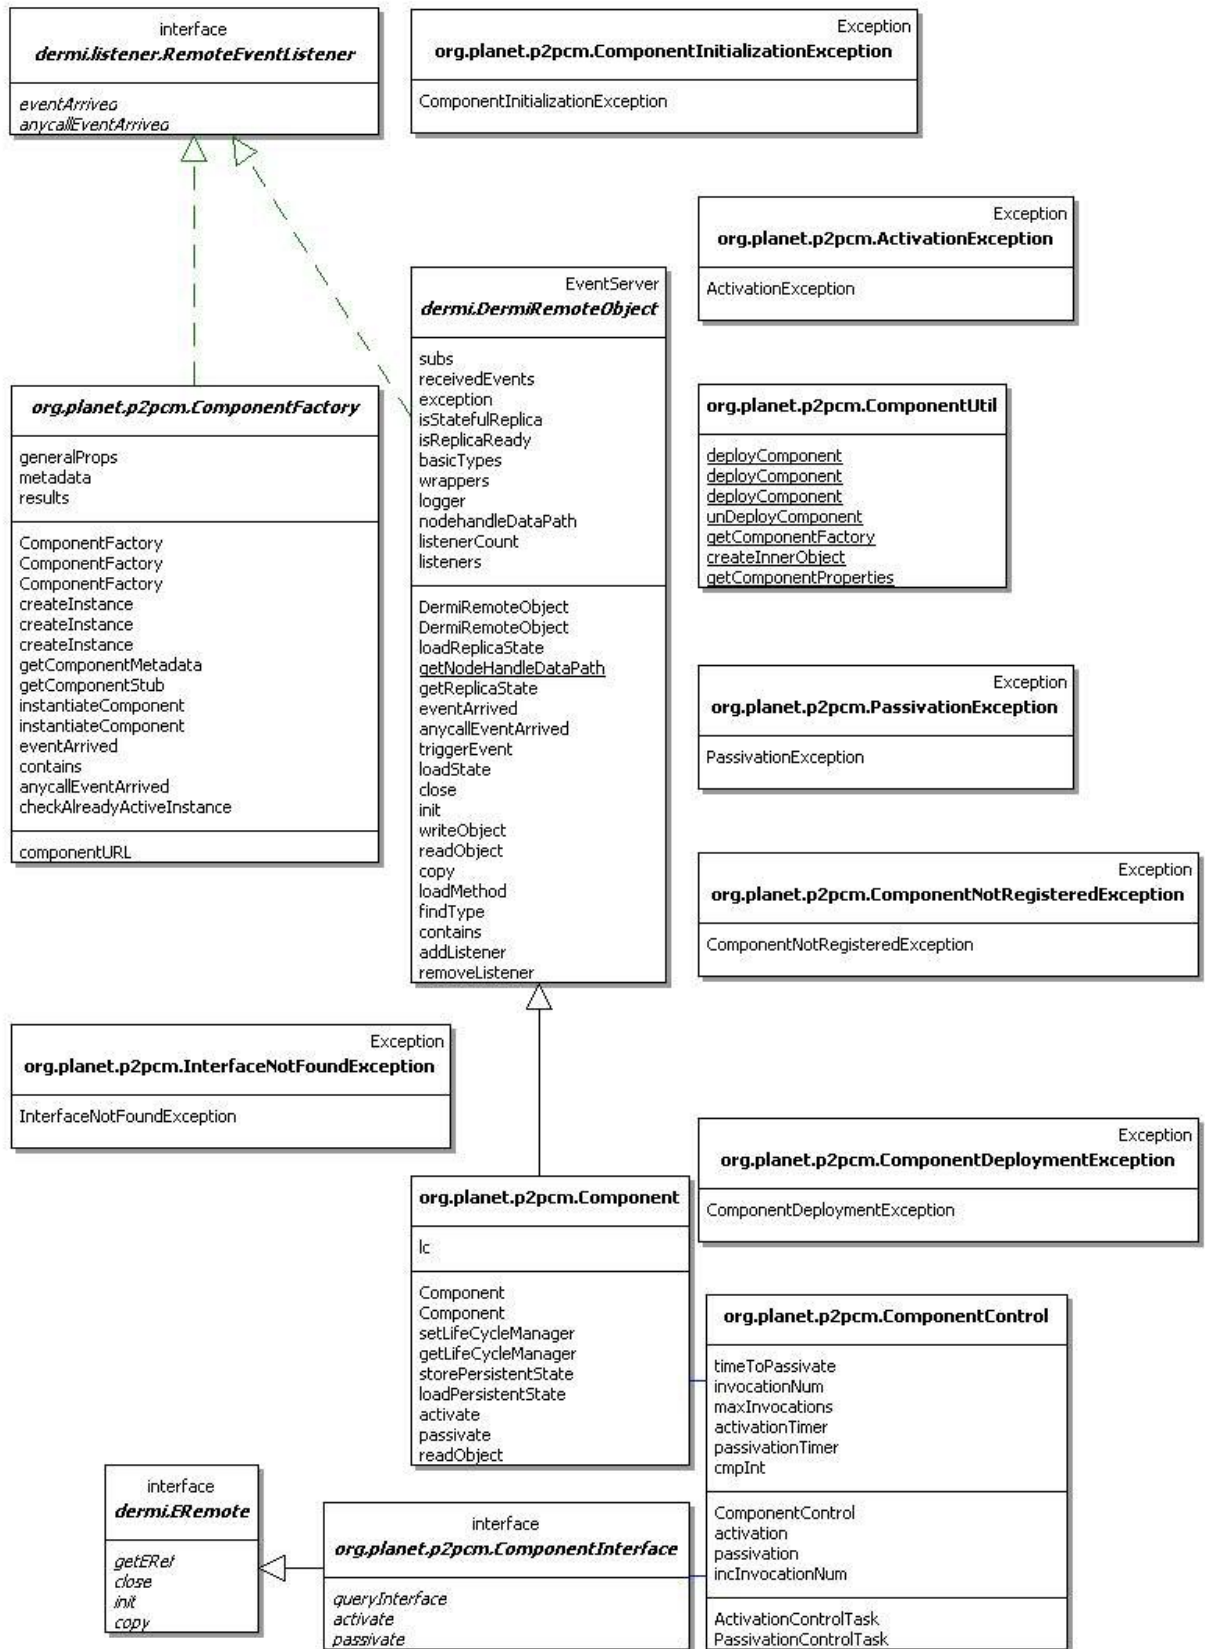 interface
dermi.listener.RemoteEventListener
eventArrived
anycallEventArrived
Exception
org.planet.p2pcm.ComponentInitializationException
ComponentInitializationException
Exception
org.planet.p2pcm.ActivationException
ActivationException
EventServer
dermi.DermiRemoteObject
subs
receivedEvents
exception
isStatefulReplica
isReplicaReady
basicTypes
wrappers
logger
nodehandleDataPath
listenerCount
listeners
DermiRemoteObject
DermiRemoteObject
loadReplicaState
getNodeHandleDataPath
getReplicaState
eventArrived
anycallEventArrived
triggerEvent
loadState
close
init
writeObject
readObject
copy
loadMethod
findType
contains
addListener
removeListener
org.planet.p2pcm.ComponentFactory
generalProps
metadata
results
ComponentFactory
ComponentFactory
ComponentFactory
createInstance
createInstance
createInstance
getComponentMetadata
getComponentStub
instantiateComponent
instantiateComponent
eventArrived
contains
anycallEventArrived
checkAlreadyActiveInstance
componentURL
org.planet.p2pcm.ComponentUtil
deployComponent
deployComponent
deployComponent
unDeployComponent
getComponentFactory
createInnerObject
getComponentProperties
Exception
org.planet.p2pcm.PassivationException
PassivationException
Exception
org.planet.p2pcm.ComponentNotRegisteredException
ComponentNotRegisteredException
Exception
org.planet.p2pcm.InterfaceNotFoundException
InterfaceNotFoundException
Exception
org.planet.p2pcm.ComponentDeploymentException
ComponentDeploymentException
org.planet.p2pcm.Component
lc
Component
Component
setLifeCycleManager
getLifeCycleManager
storePersistentState
loadPersistentState
activate
passivate
readObject
org.planet.p2pcm.ComponentControl
timeToPassivate
invocationNum
maxInvocations
activationTimer
passivationTimer
cmpInt
ComponentControl
activation
passivation
incInvocationNum
ActivationControlTask
PassivationControlTask
interface
dermi.ERemote
getERef
close
init
copy
interface
org.planet.p2pcm.ComponentInterface
queryInterface
activate
passivate